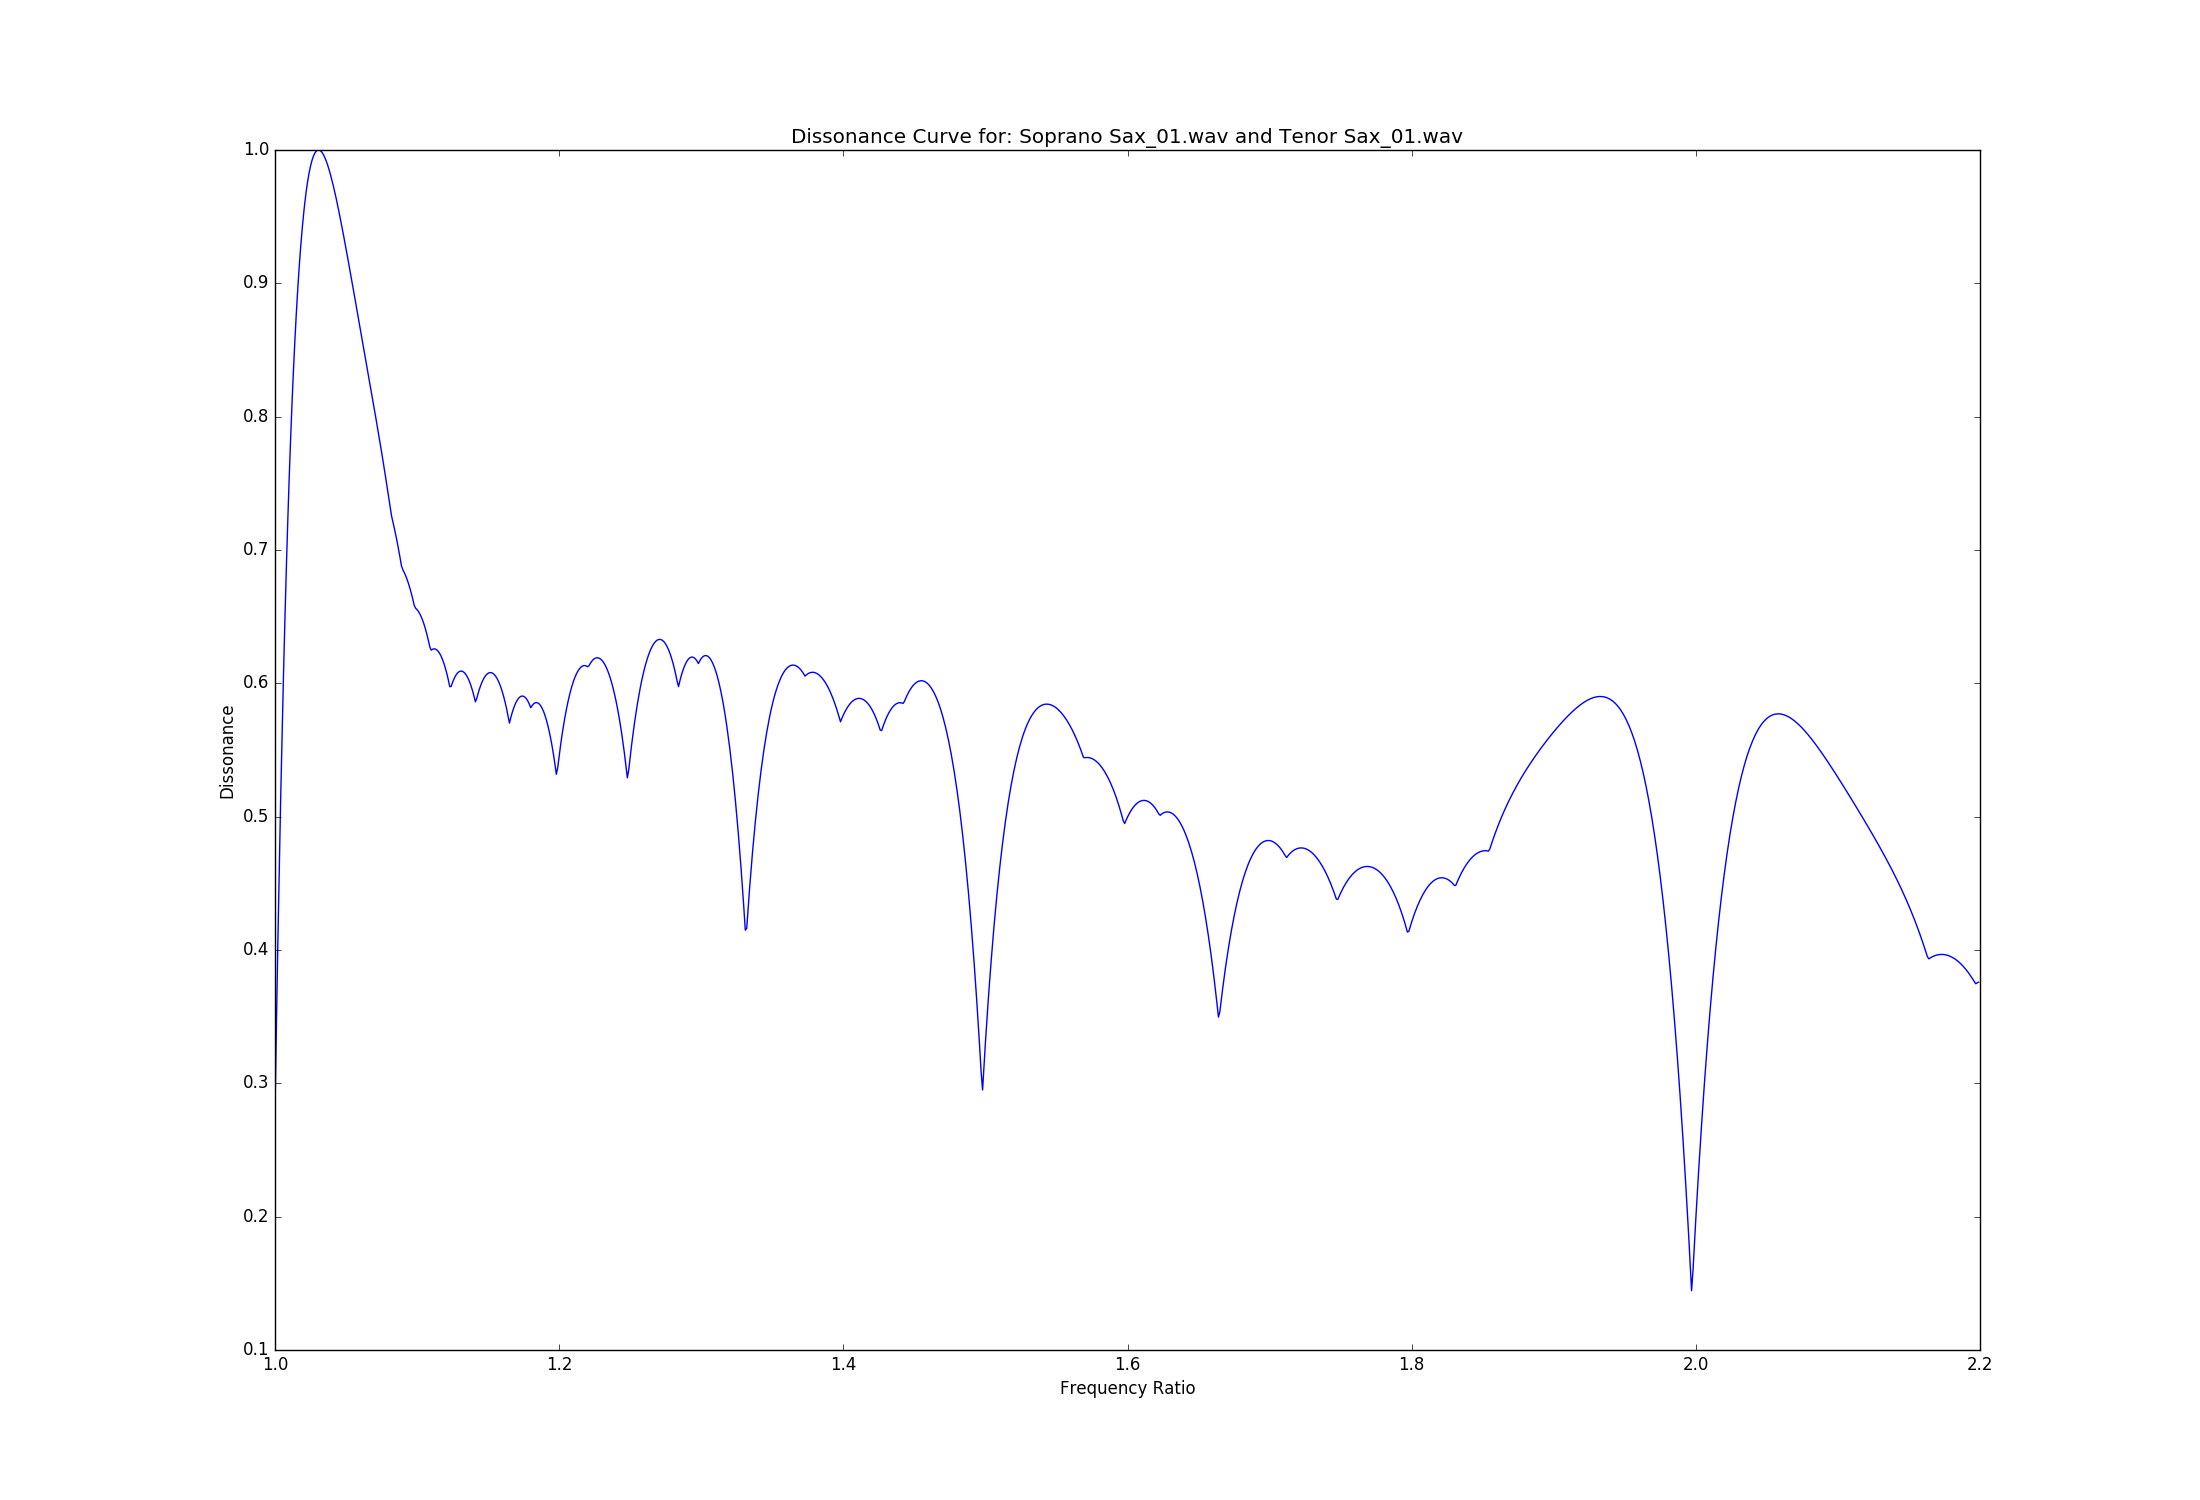 Dissonance Curve for: Soprano Sax_01.wav and Tenor Sax_01.wav
1.0
0.9
0.8
0.7
0.6
0.5
0.4
0.3
0.2
0.1
Dissonance
1.0 1.2 1.4 1.6 1.8 2.0 2.2
Frequency Ratio